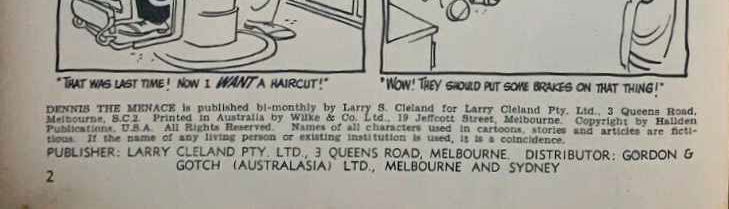 "THAT WAS LAST TIME! NOW I WANT A HAIRCUT!"
"WOW! THEY SHOULD PUT SOME BRAKES ON THAT THING!"
DENNIS THE MENACE is published bi-monthly by Larry S. Cleland for Larry Cleland Pty. Ltd., 3 Queens Road,
Melbourne, S.C.2. Printed in Australia by Wilke & Co. Ltd., 19 Jeffcott Street, Melbourne. Copyright by Hallden
Publications, U.S.A. All Rights Reserved. Names of all characters used in cartoons, stories and articles are ficti-
tious. If the name of any living person or existing institution is used, it is a coincidence.
PUBLISHER: LARRY CLELAND PTY. LTD., 3 QUEENS ROAD, MELBOURNE. DISTRIBUTOR: GORDON &
GOTCH (AUSTRALASIA) LTD., MELBOURNE AND SYDNEY
2